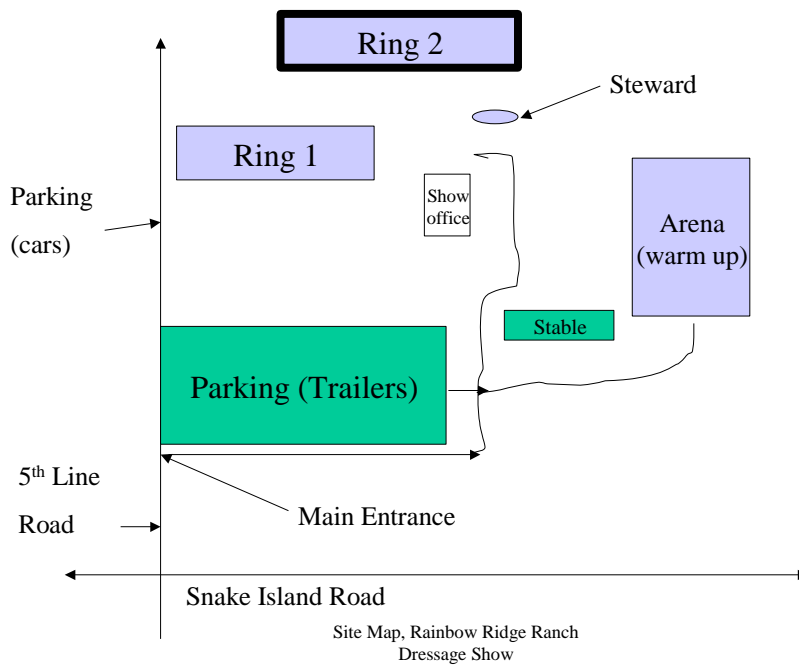 Ring 2
Steward
Ring 1
Parking
(cars)
Show
office
Arena
(warm up)
Stable
Parking (Trailers)
5th Line
Road
Main Entrance
Snake Island Road
Site Map, Rainbow Ridge Ranch
Dressage Show